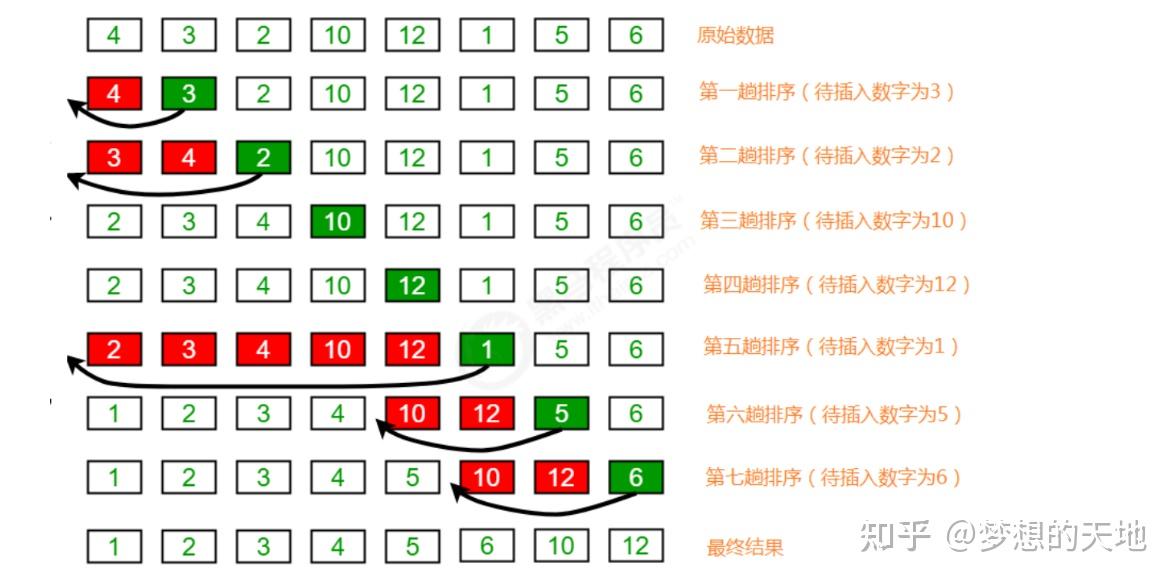 4 3 2 10 12 1 5 6 原始数据
4 3 2 10 12 1 5 6 第一趟排序（待插入数字为3）
3 4 2 10 12 1 5 6 第二趟排序（待插入数字为2）
2 3 4 10 12 1 5 6 第三趟排序（待插入数字为10）
2 3 4 10 12 1 5 6 第四趟排序（待插入数字为12）
2 3 4 10 12 1 5 6 第五趟排序（待插入数字为1）
1 2 3 4 10 12 5 6 第六趟排序（待插入数字为5）
1 2 3 4 5 10 12 6 第七趟排序（待插入数字为6）
1 2 3 4 5 6 10 12 最终结果
知乎 @梦想的天地